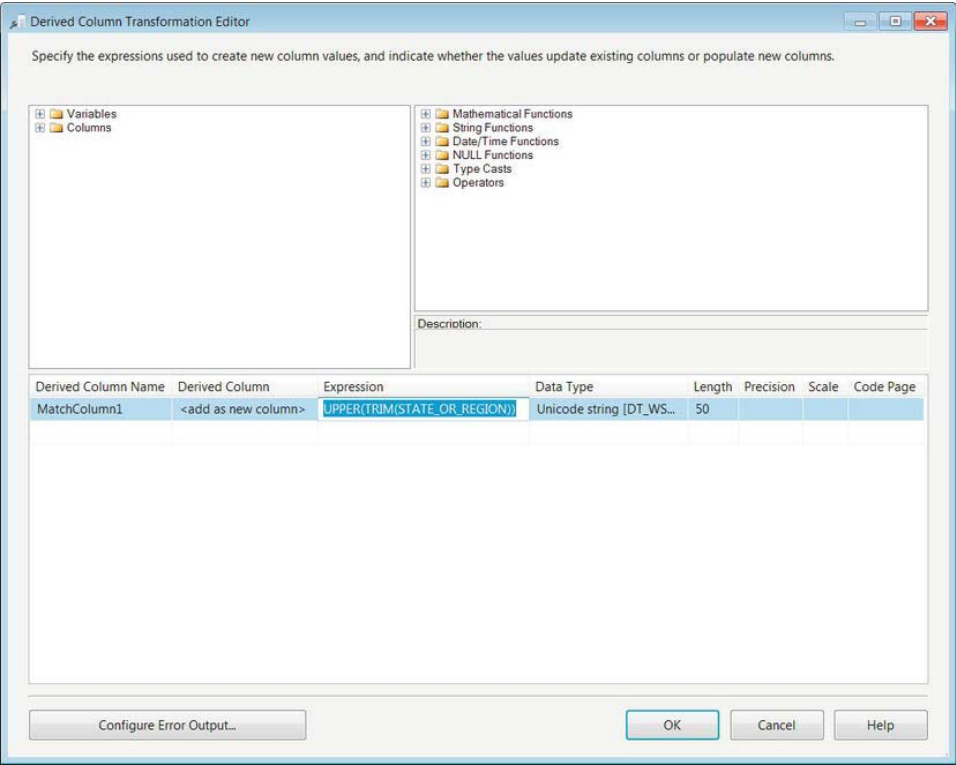 Derived Column Transformation Editor
Specify the expressions used to create new column values, and indicate whether the values update existing columns or populate new columns.
Variables
Columns
Mathematical Functions
String Functions
Date/Time Functions
NULL Functions
Type Casts
Operators
Description:
Derived Column Name Derived Column Expression Data Type Length Precision Scale Code Page
MatchColumn1 <add as new column> UPPER(TRIM(STATE_OR_REGION)) Unicode string [DT_WS... 50
Configure Error Output... OK Cancel Help